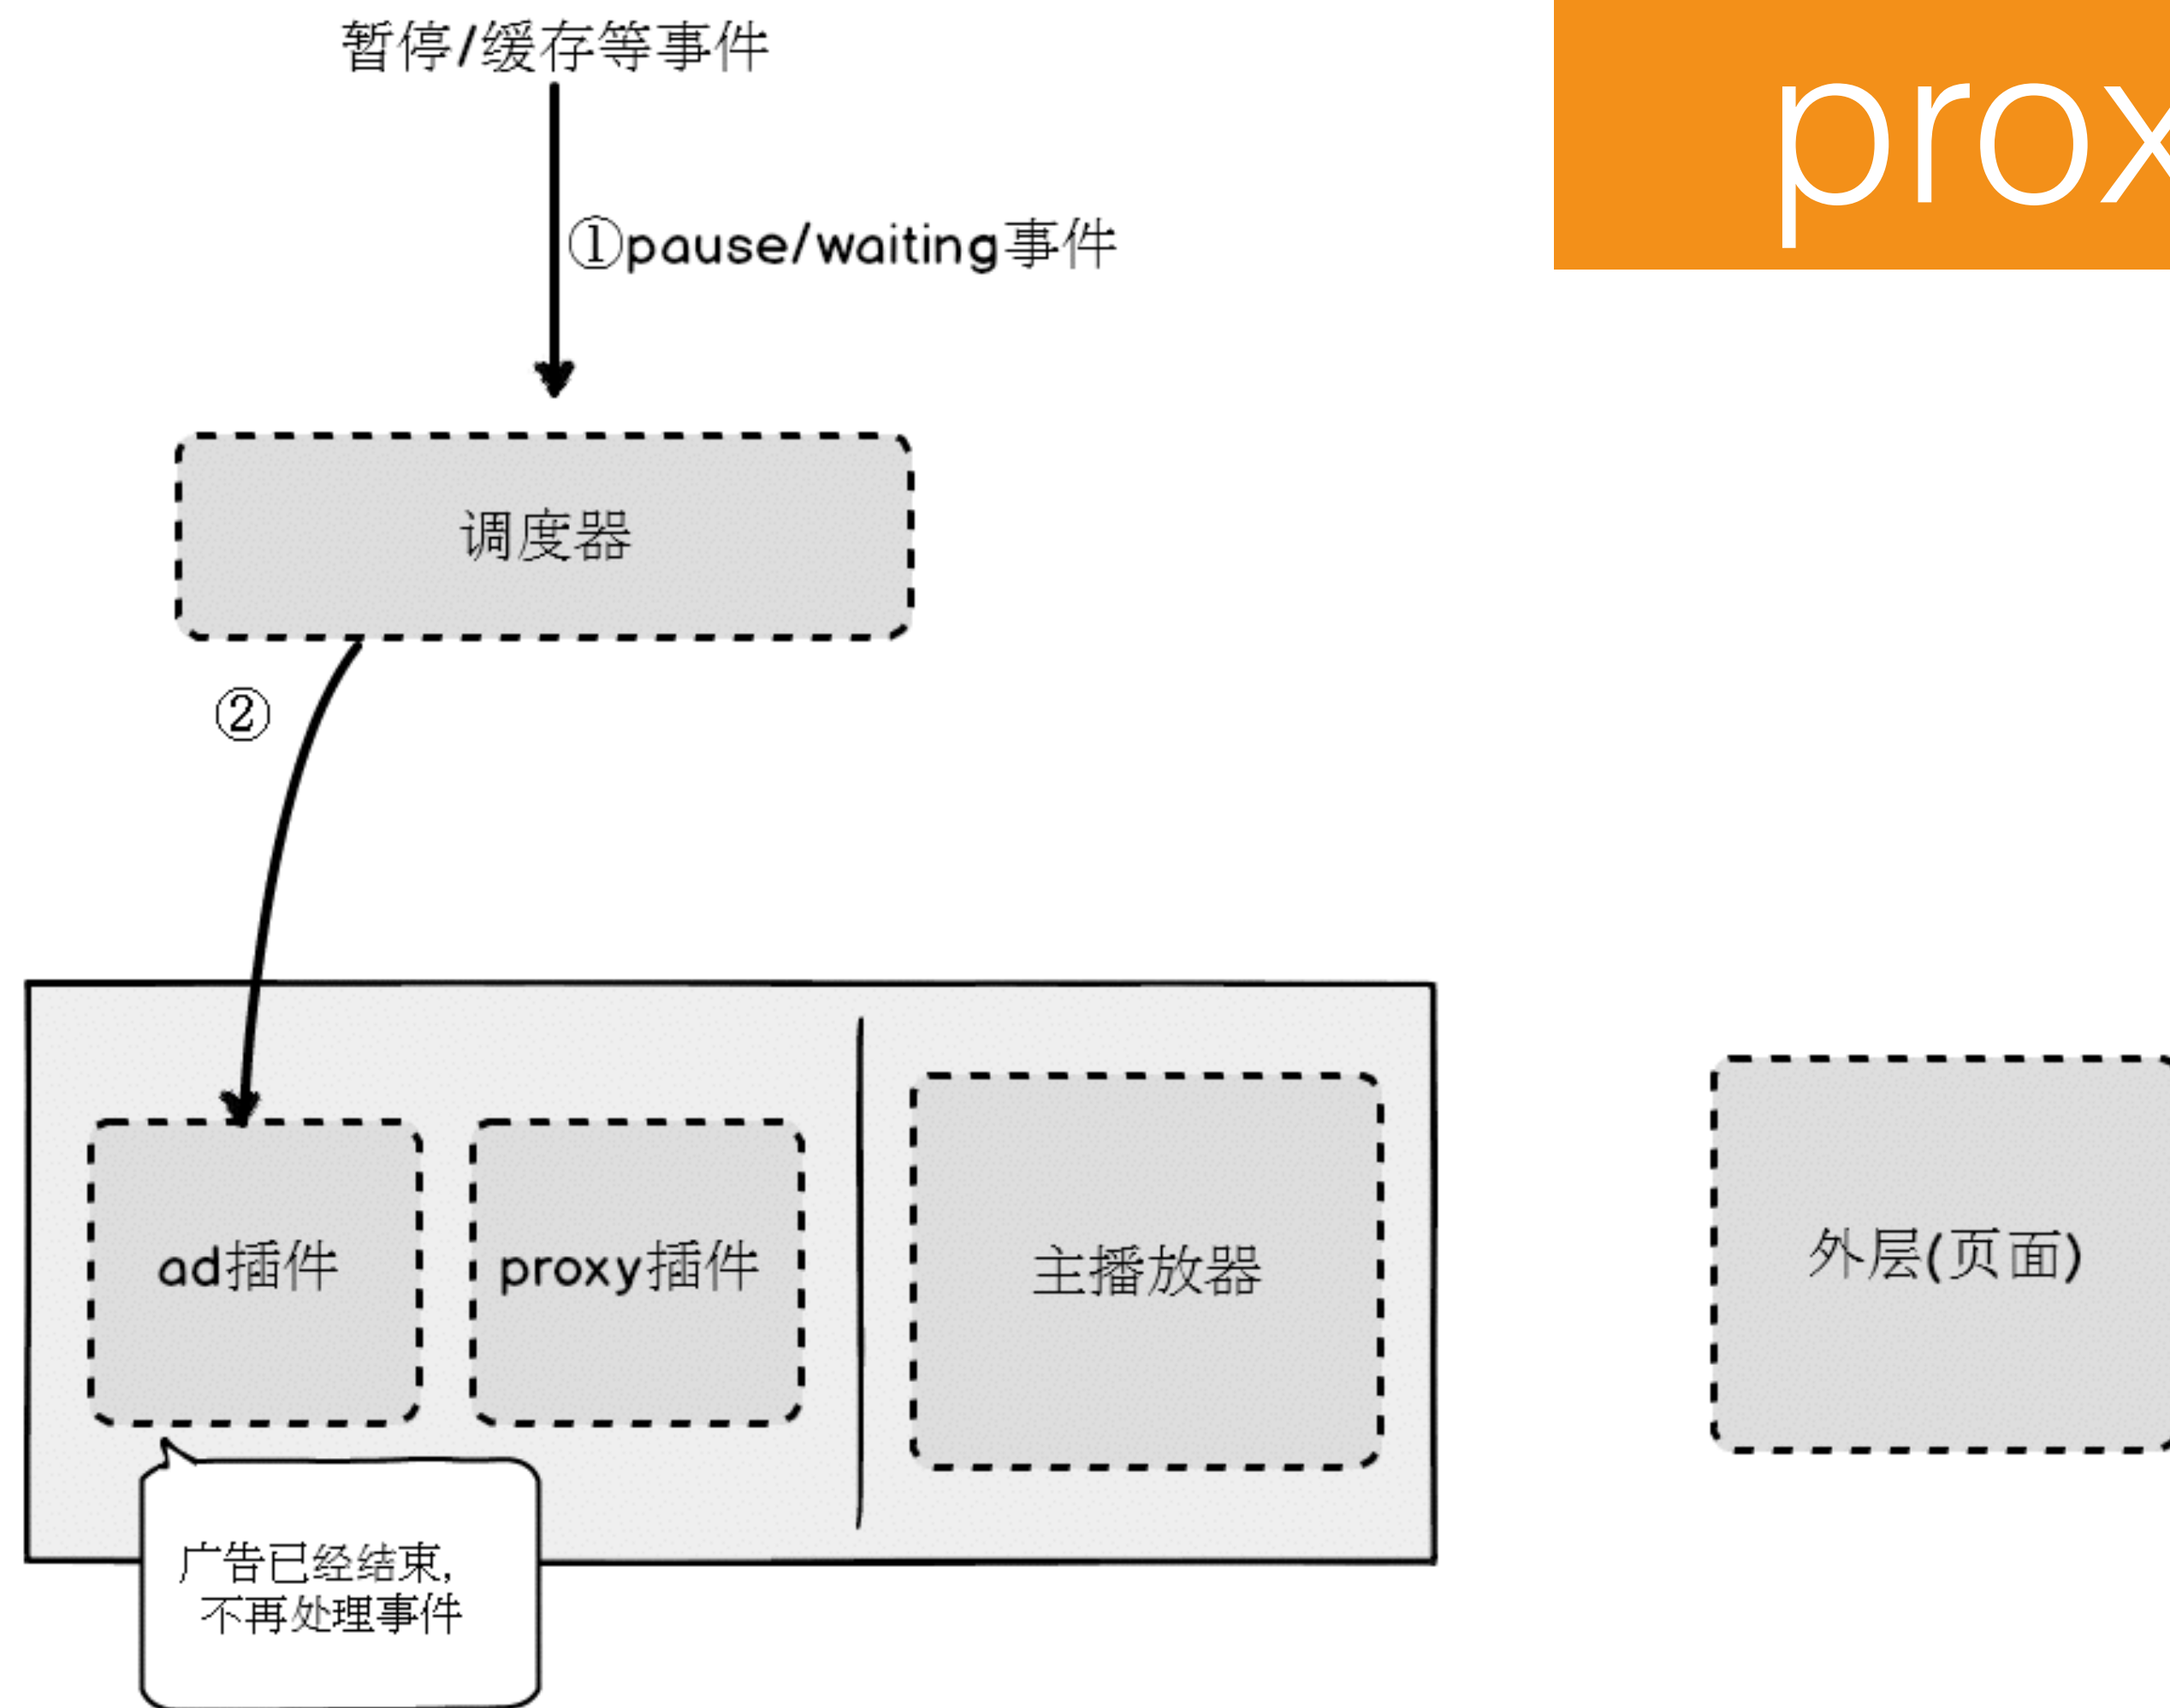 暂停/缓存等事件
prox
①pause/waiting事件
调度器
②
ad插件
proxy插件
主播放器
外层(页面)
广告已经结束,
不再处理事件